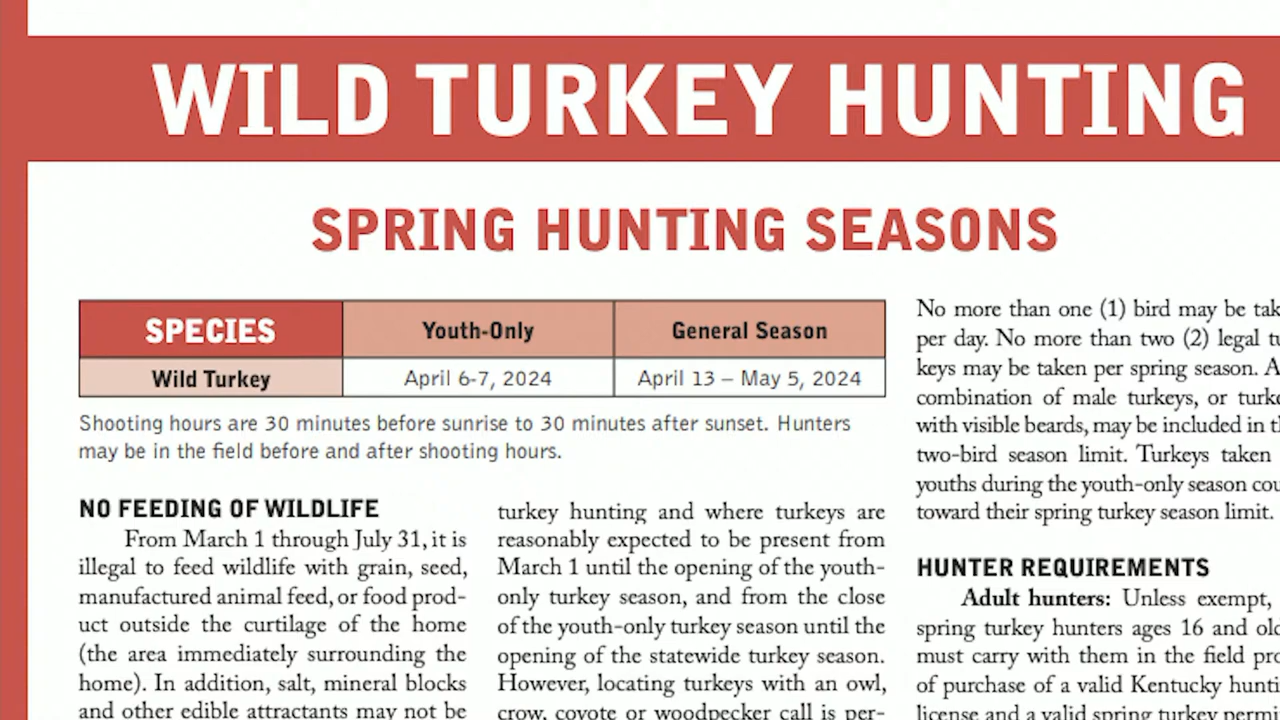 WILD TURKEY HUNTING
SPRING HUNTING SEASONS
SPECIES Youth-Only General Season
Wild Turkey April 6-7, 2024 April 13 – May 5, 2024
Shooting hours are 30 minutes before sunrise to 30 minutes after sunset. Hunters
may be in the field before and after shooting hours.
NO FEEDING OF WILDLIFE
From March 1 through July 31, it is
illegal to feed wildlife with grain, seed,
manufactured animal feed, or food prod-
uct outside the curtilage of the home
(the area immediately surrounding the
home). In addition, salt, mineral blocks
and other edible attractants may not be
turkey hunting and where turkeys are
reasonably expected to be present from
March 1 until the opening of the youth-
only turkey season, and from the close
of the youth-only turkey season until the
opening of the statewide turkey season.
However, locating turkeys with an owl,
crow, coyote or woodpecker call is per-
No more than one (1) bird may be
per day. No more than two (2) legal
keys may be taken per spring season.
combination of male turkeys, or
with visible beards, may be included in
two-bird season limit. Turkeys taken
youths during the youth-only season
toward their spring turkey season limit.
HUNTER REQUIREMENTS
Adult hunters: Unless exempt,
spring turkey hunters ages 16 and
must carry with them in the field
of purchase of a valid Kentucky
license and a valid spring turkey